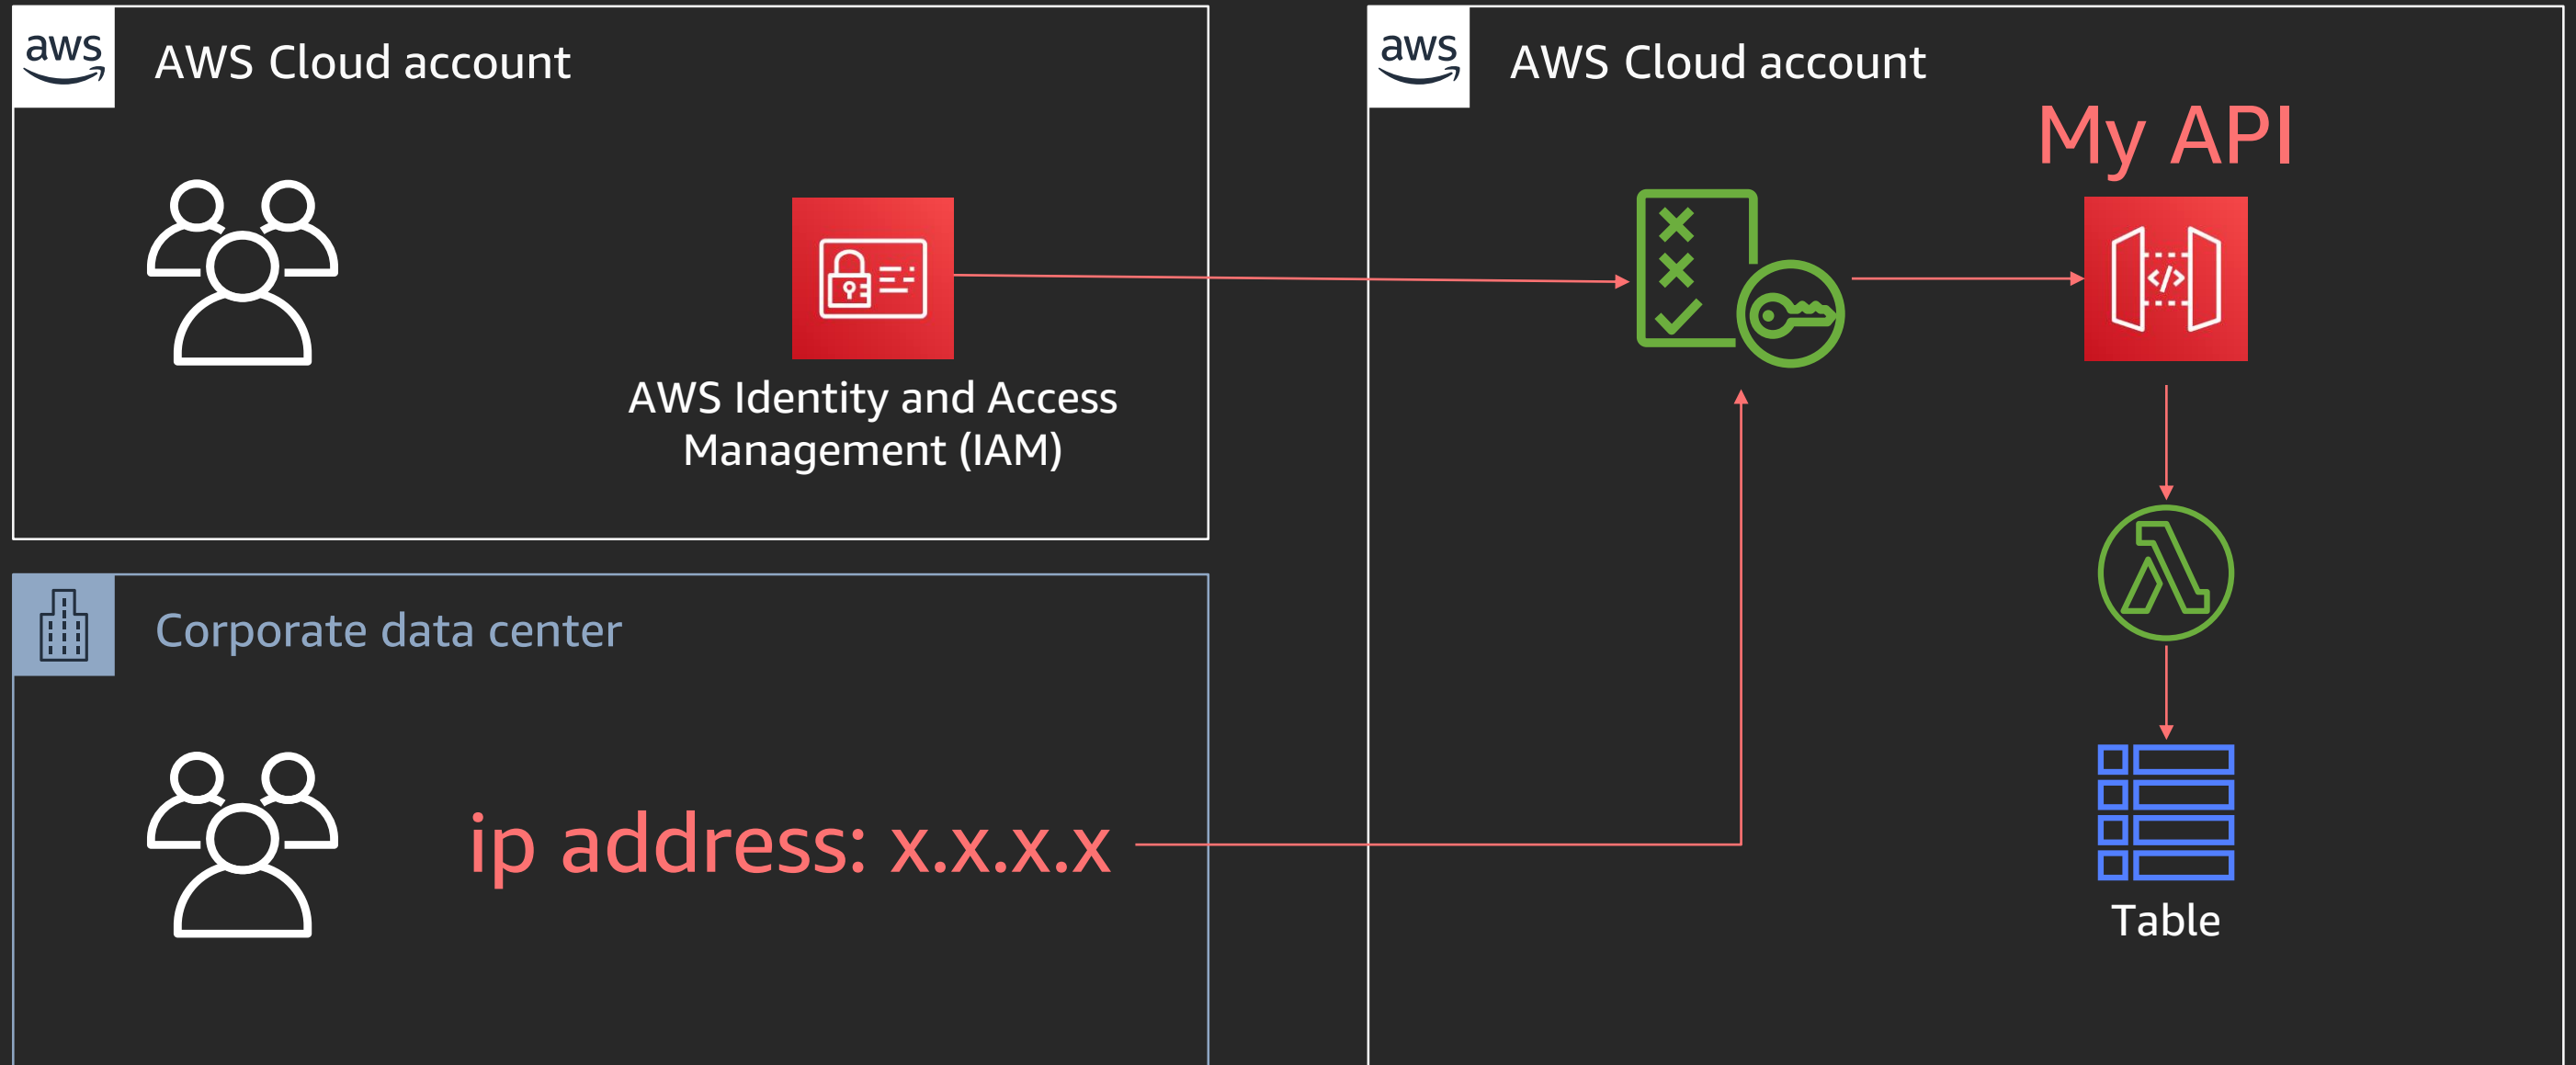 aws
AWS Cloud account
AWS Identity and Access
Management (IAM)
Corporate data center
ip address: x.x.x.x
aws
AWS Cloud account
My API
</>
Table